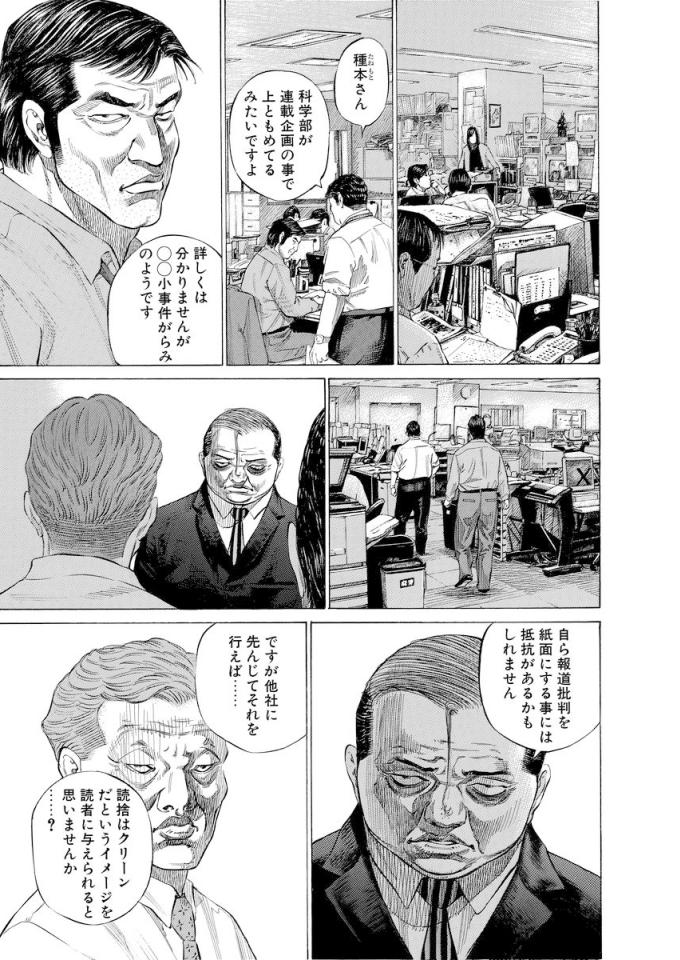 種本さん
たねもと
科学部が
連載企画の事で
上ともめてる
みたいですよ
詳しくは
分かりませんが
〇〇小事件がらみ
のようです
自ら報道批判を
紙面にする事には
抵抗があるかも
しれません
ですが他社に
先んじてそれを
行えば……
読捨はクリーン
だというイメージを
読者に与えられると
思いませんか
……?